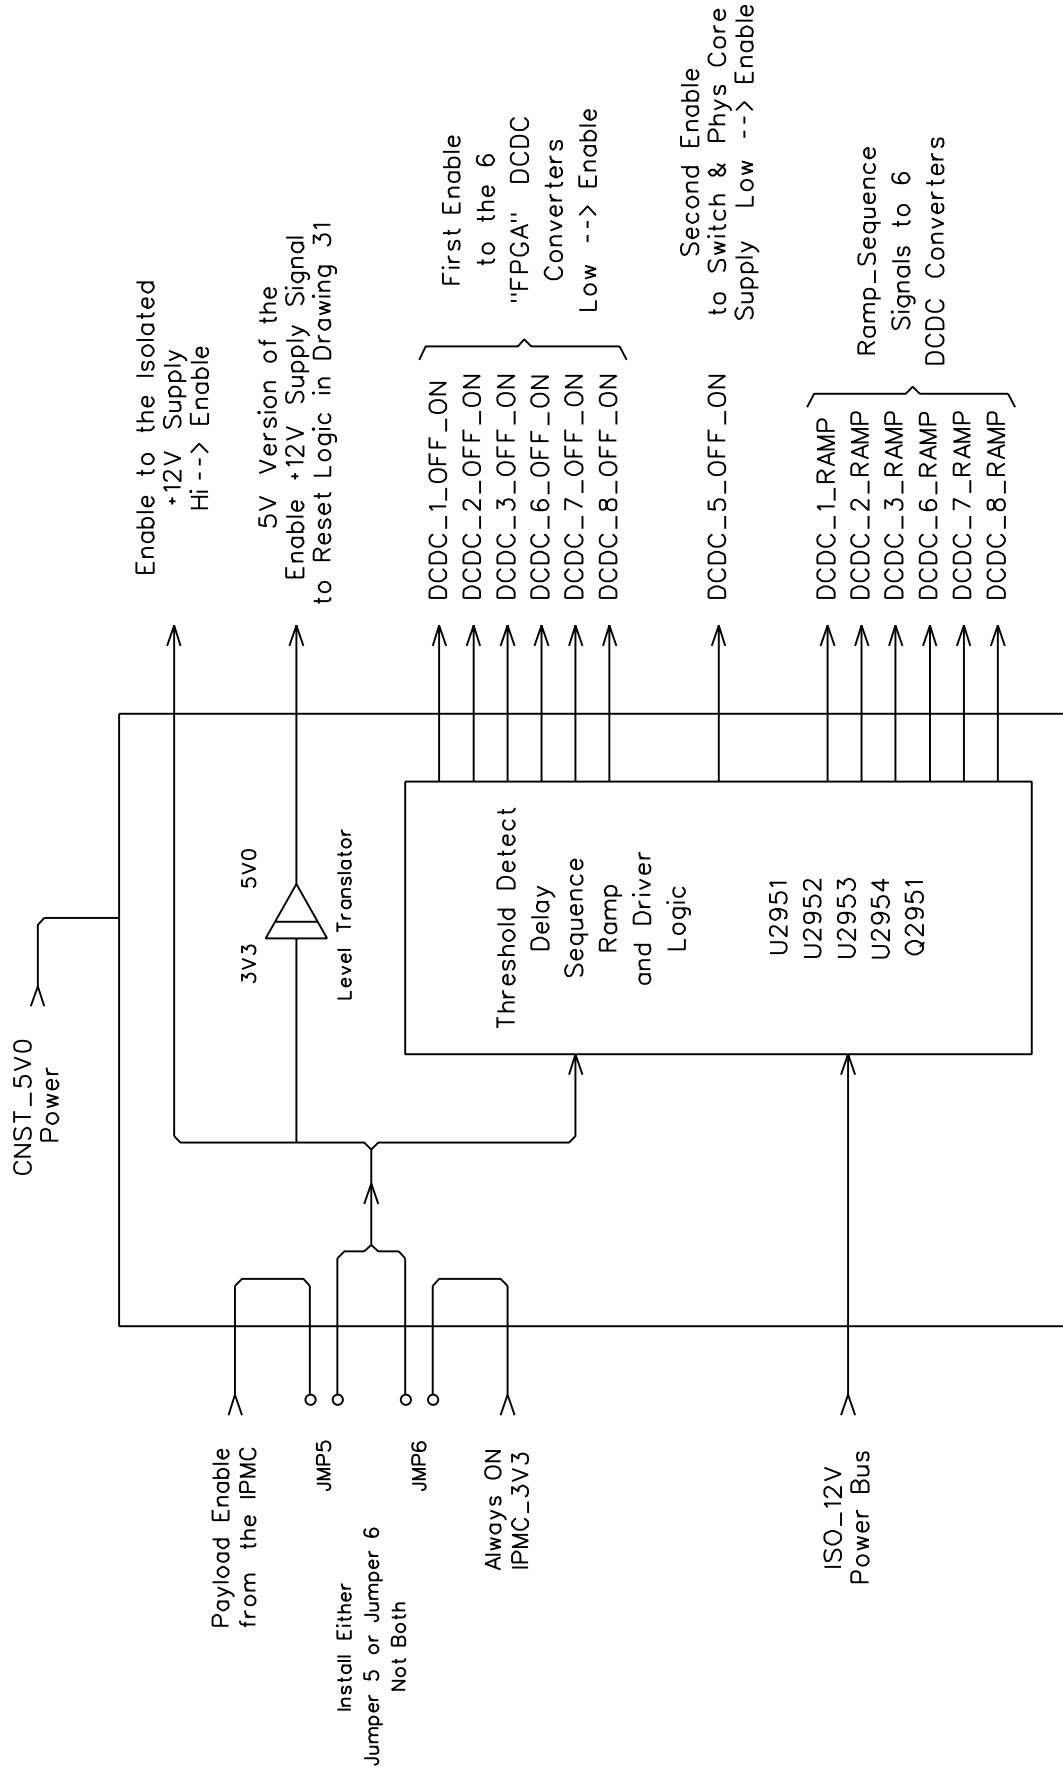 CNST_5V0
Power
Payload Enable
from the IPMC
JMP5
Install Either
Jumper 5 or Jumper 6
Not Both
JMP6
Always ON
IPMC_3V3
ISO_12V
Power Bus
3V3
5V0
Level Translator
Threshold Detect
Delay
Sequence
Ramp
and Driver
Logic
U2951
U2952
U2953
U2954
Q2951
Enable to the Isolated
+12V Supply
Hi--> Enable
5V Version of the
Enable +12V Supply Signal
to Reset Logic in Drawing 31
DCDC_1_OFF_ON
DCDC_2_OFF_ON
DCDC_3_OFF_ON
DCDC_6_OFF_ON
DCDC_7_OFF_ON
DCDC_8_OFF_ON
First Enable
to the 6
"FPGA" DCDC
Converters
Low --> Enable
DCDC_5_OFF_ON
Second Enable
to Switch & Phys Core
Supply Low --> Enable
DCDC_1_RAMP
DCDC_2_RAMP
DCDC_3_RAMP
DCDC_6_RAMP
DCDC_7_RAMP
DCDC_8_RAMP
Ramp_Sequence
Signals to 6
DCDC Converters